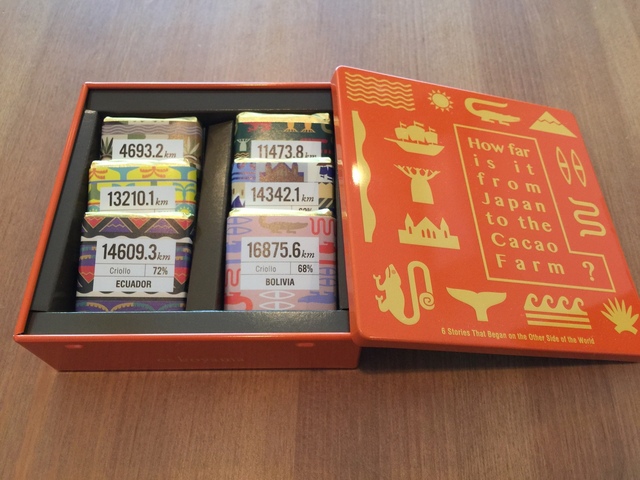 4693.2km
13210.1km
14609.3km
Criollo 72%
ECUADOR
11473.8km
14342.1km
16875.6km
Criollo 68%
BOLIVIA
How far
is it
from
Japan
to the
Cacao
Farm ?
6 Stories That Began on the Other Side of the World